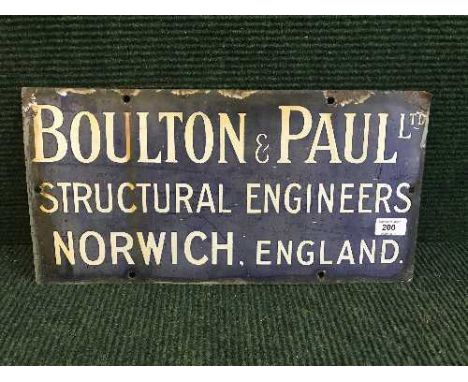 BOULTON & PAUL LTD
STRUCTURAL ENGINEERS
200
NORWICH, ENGLAND.